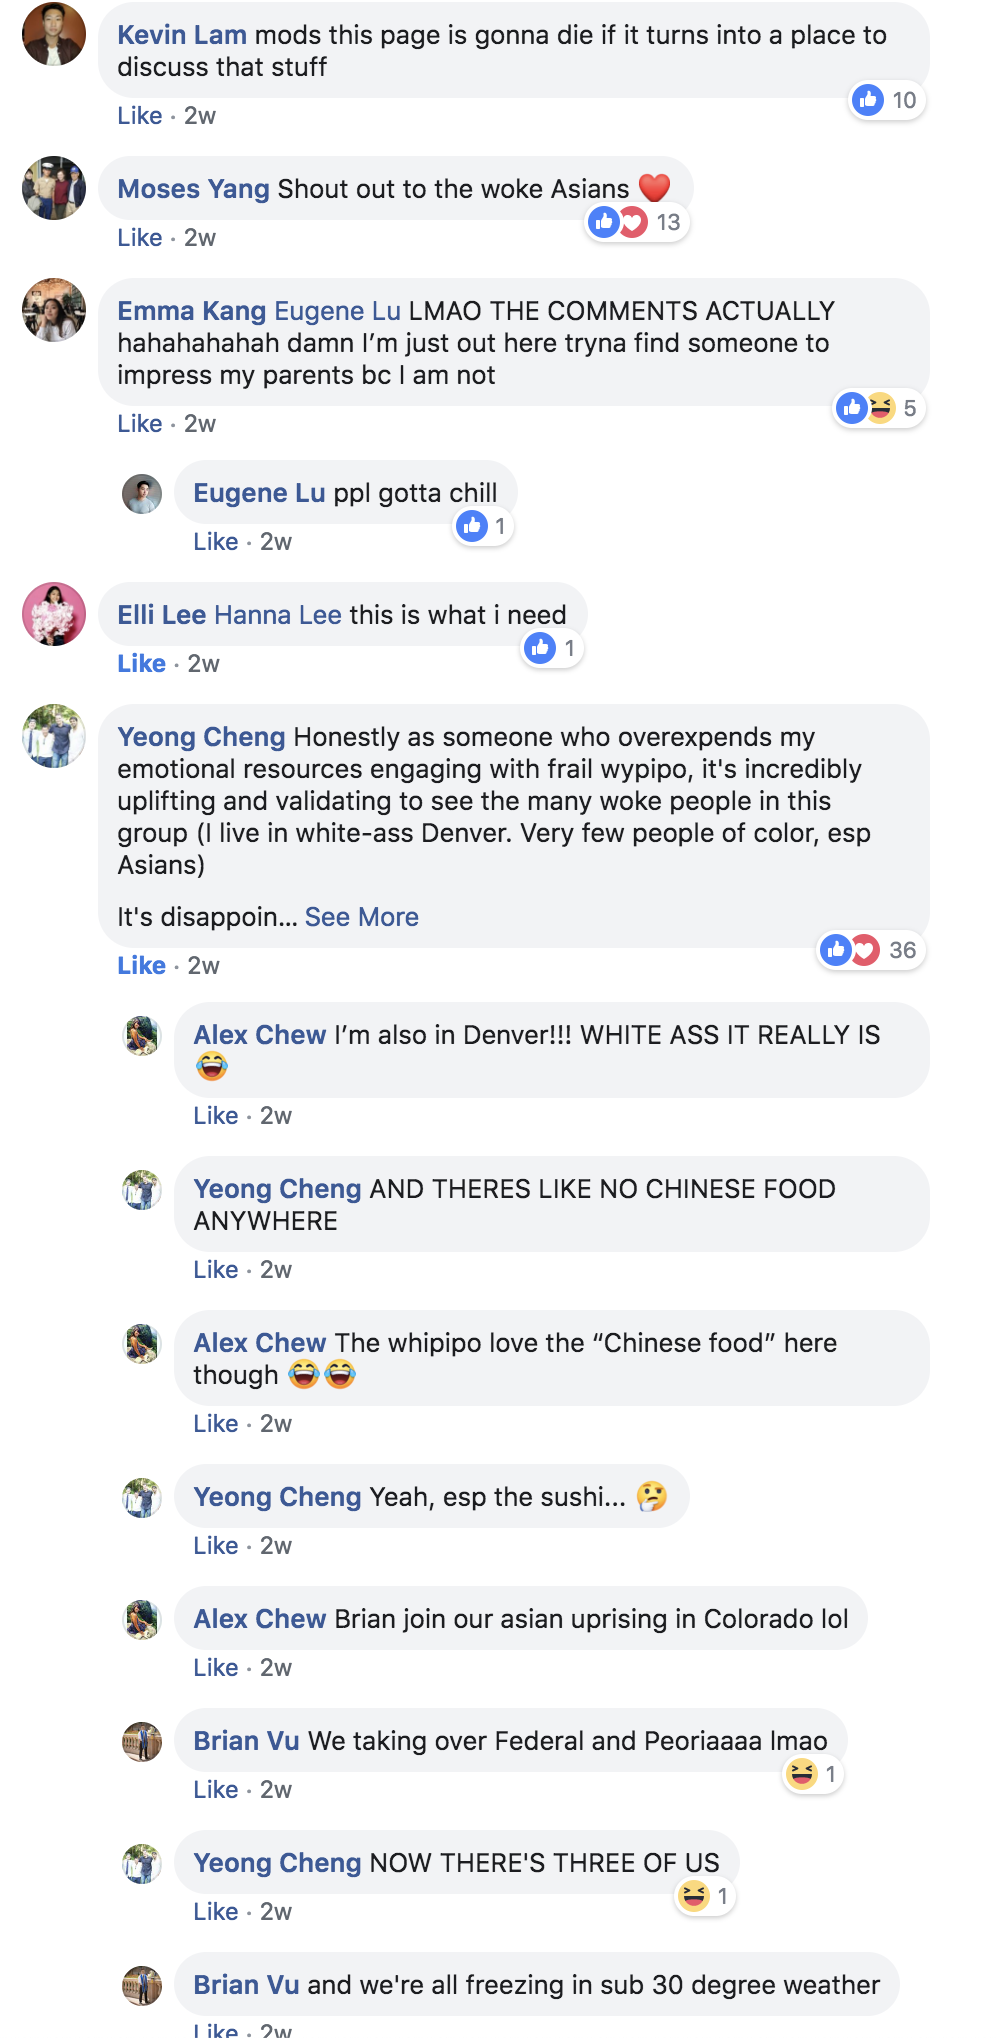 Kevin Lam mods this page is gonna die if it turns into a place to
discuss that stuff
10
Like · 2w
Moses Yang Shout out to the woke Asians ❤️
13
Like · 2w
Emma Kang Eugene Lu LMAO THE COMMENTS ACTUALLY
hahahahahah damn I’m just out here tryna find someone to
impress my parents bc I am not
5
Like · 2w
Eugene Lu ppl gotta chill
1
Like · 2w
Elli Lee Hanna Lee this is what i need
1
Like · 2w
Yeong Cheng Honestly as someone who overexpends my
emotional resources engaging with frail wypipo, it's incredibly
uplifting and validating to see the many woke people in this
group (I live in white-ass Denver. Very few people of color, esp
Asians)
It's disappoin... See More
36
Like · 2w
Alex Chew I’m also in Denver!!! WHITE ASS IT REALLY IS
😂
Like · 2w
Yeong Cheng AND THERES LIKE NO CHINESE FOOD
ANYWHERE
Like · 2w
Alex Chew The whipipo love the “Chinese food” here
though 😂😂
Like · 2w
Yeong Cheng Yeah, esp the sushi... 🤔
Like · 2w
Alex Chew Brian join our asian uprising in Colorado lol
Like · 2w
Brian Vu We taking over Federal and Peoriaaaa lmao
1
Like · 2w
Yeong Cheng NOW THERE'S THREE OF US
1
Like · 2w
Brian Vu and we're all freezing in sub 30 degree weather
Like · 2w